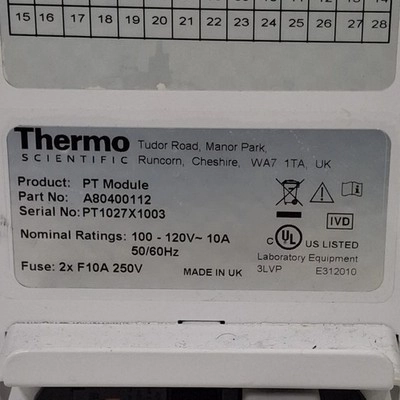 15 16 17 18 19 20 21 22 23 24 25 26 27 28
Thermo
SCIENTIFIC
Tudor Road, Manor Park,
Runcorn, Cheshire, WA7 1TA, UK
Product: PT Module
Part No: A80400112
Serial No: PT1027X1003
IVD
Nominal Ratings: 100 - 120V~ 10A
50/60Hz
C UL US LISTED
Laboratory Equipment
3LVP E312010
Fuse: 2x F10A 250V
MADE IN UK